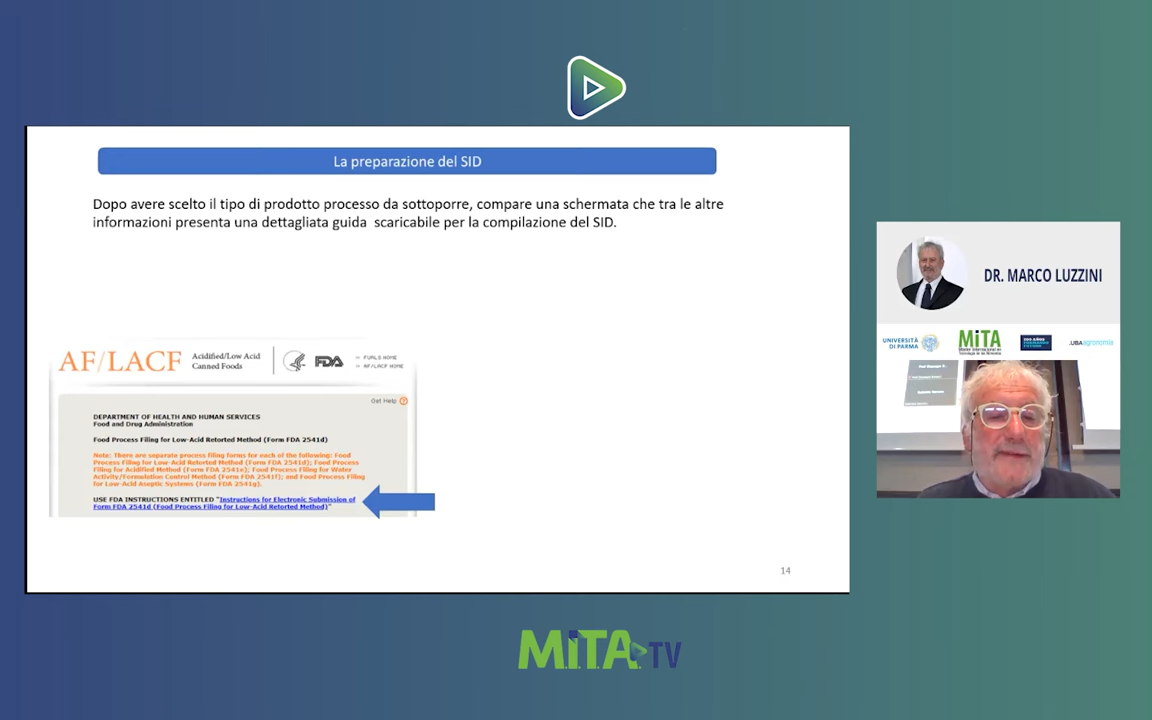 La preparazione del SID
Dopo avere scelto il tipo di prodotto processo da sottoporre, compare una schermata che tra le altre
informazioni presenta una dettagliata guida scaricabile per la compilazione del SID.
AF/LACF
Acidified/Low Acid
Canned Foods
FDA
FURLS HOME
AF/LACF HOME
Get Help
DEPARTMENT OF HEALTH AND HUMAN SERVICES
Food and Drug Administration
Food Process Filing for Low-Acid Retorted Method (Form FDA 2541d)
Note: There are separate process filing forms for each of the following: Food
Process Filing for Low-Acid Retorted Method (Form FDA 2541d); Food Process
Filing for Acidified Method (Form FDA 2541e); Food Process Filing for Water
Activity/Formulation Control Method (Form FDA 2541f); and Food Process Filing
for Low-Acid Aseptic Systems (Form FDA 2541g).
USE FDA INSTRUCTIONS ENTITLED "Instructions for Electronic Submission of
Form FDA 2541d (Food Process Filing for Low-Acid Retorted Method)"
14
DR. MARCO LUZZINI
UNIVERSITÀ
DI PARMA
MiTA
.UBAagronomía
M.i.T.A. TV